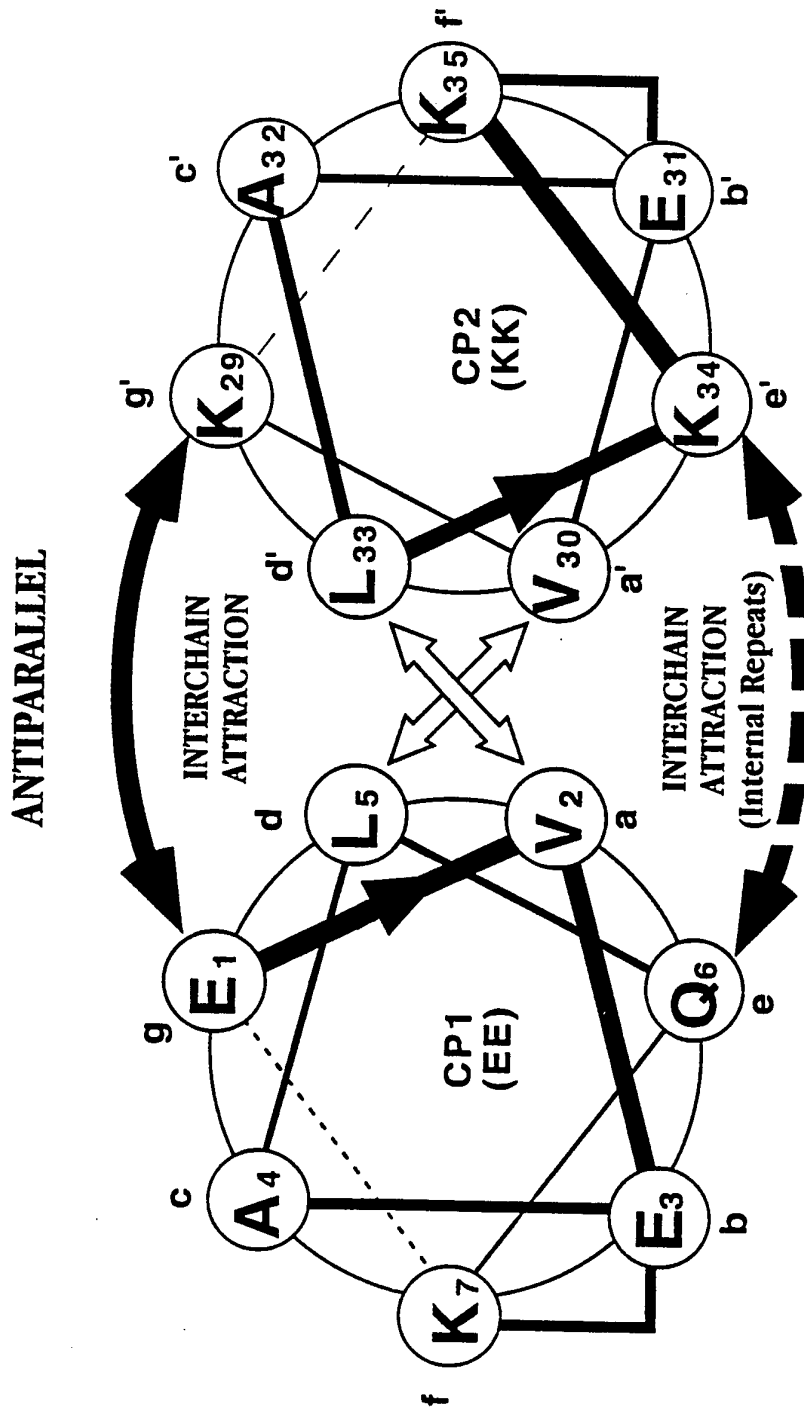 ANTIPARALLEL
INTERCHAIN
ATTRACTION
g
E1
d
L5
c
A4
CP1
(EE)
f
K7
V2
a
E3
b
Q6
e
g'
K29
c'
A32
d'
L33
f'
K35
CP2
(KK)
V30
a'
E31
b'
K34
e'
INTERCHAIN
ATTRACTION
(Internal Repeats)